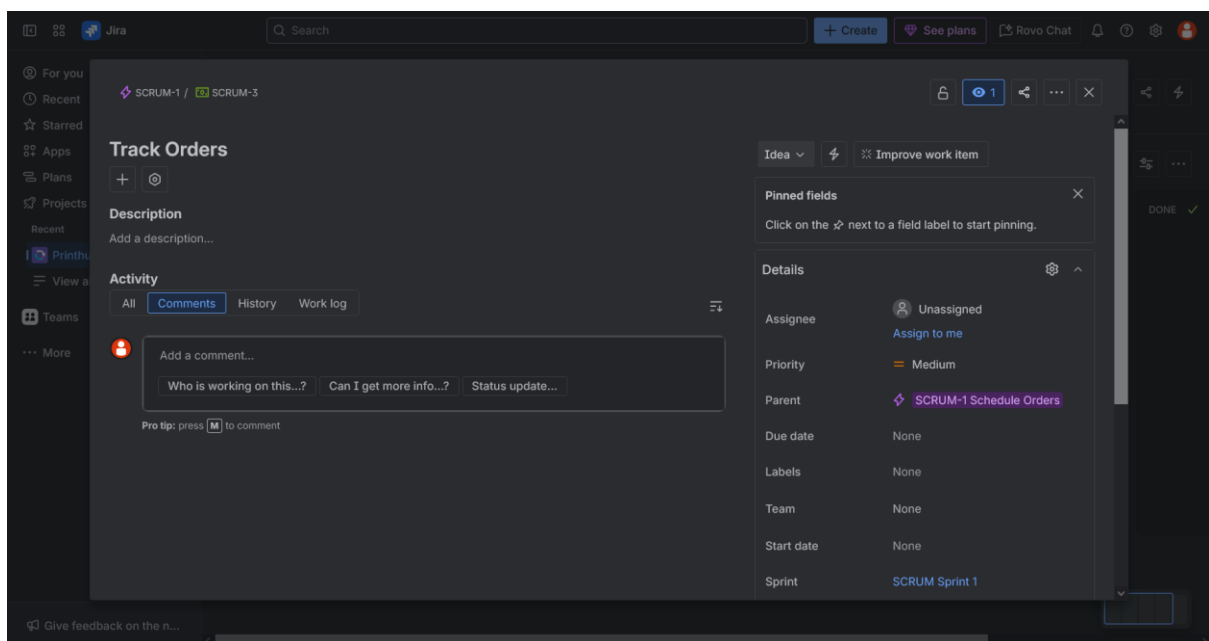 Jira
Search
+ Create
See plans
Rovo Chat
For you
Recent
Starred
Apps
Plans
Projects
Recent
Printhu
View a
Teams
More
Give feedback on the n...
SCRUM-1 / SCRUM-3
1
Track Orders
Description
Add a description...
Activity
All Comments History Work log
Add a comment...
Who is working on this...? Can I get more info...? Status update...
Pro tip: press M to comment
Idea
Improve work item
Pinned fields
Click on the next to a field label to start pinning.
Details
Assignee Unassigned
Assign to me
Priority Medium
Parent SCRUM-1 Schedule Orders
Due date None
Labels None
Team None
Start date None
Sprint SCRUM Sprint 1
DONE